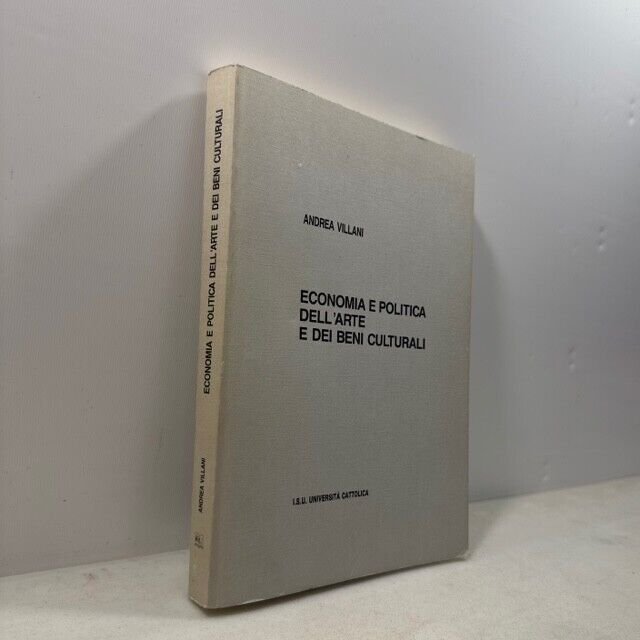 ANDREA VILLANI
ECONOMIA E POLITICA
DELL'ARTE
E DEI BENI CULTURALI
I.S.U. UNIVERSITÀ CATTOLICA
ECONOMIA E POLITICA DELL'ARTE E DEI BENI CULTURALI
ANDREA VILLANI